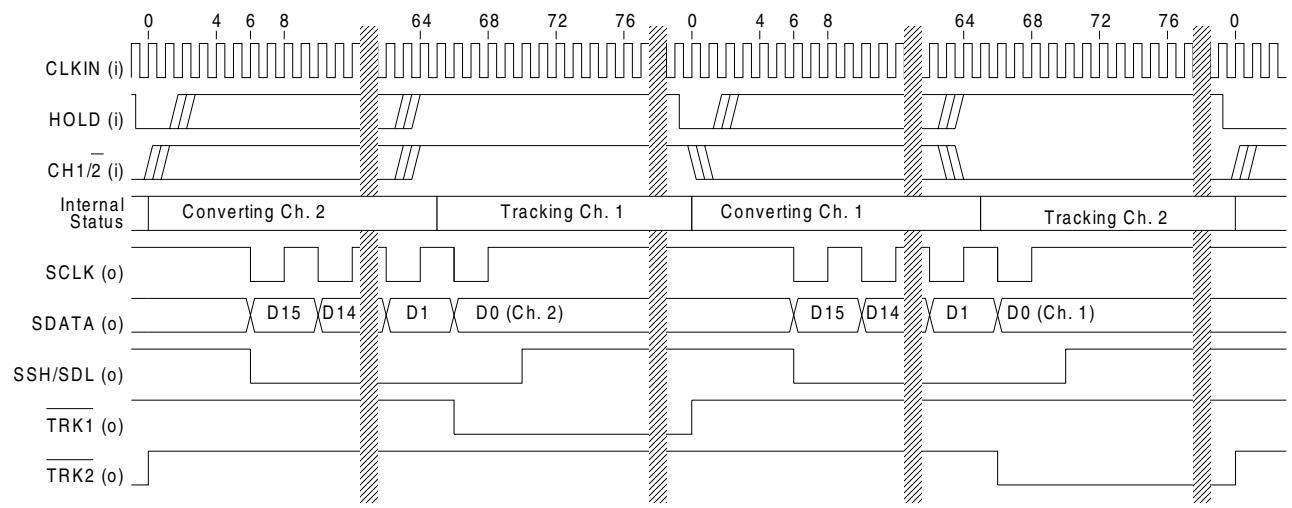 0 4 6 8 64 68 72 76 0 4 6 8 64 68 72 76 0
CLKIN (i)
HOLD (i)
CH1/2̅ (i)
Internal
Status
Converting Ch. 2 Tracking Ch. 1 Converting Ch. 1 Tracking Ch. 2
SCLK (o)
SDATA (o) D15 D14 D1 D0 (Ch. 2) D15 D14 D1 D0 (Ch. 1)
SSH/SDL (o)
T̅R̅K̅1̅ (o)
T̅R̅K̅2̅ (o)